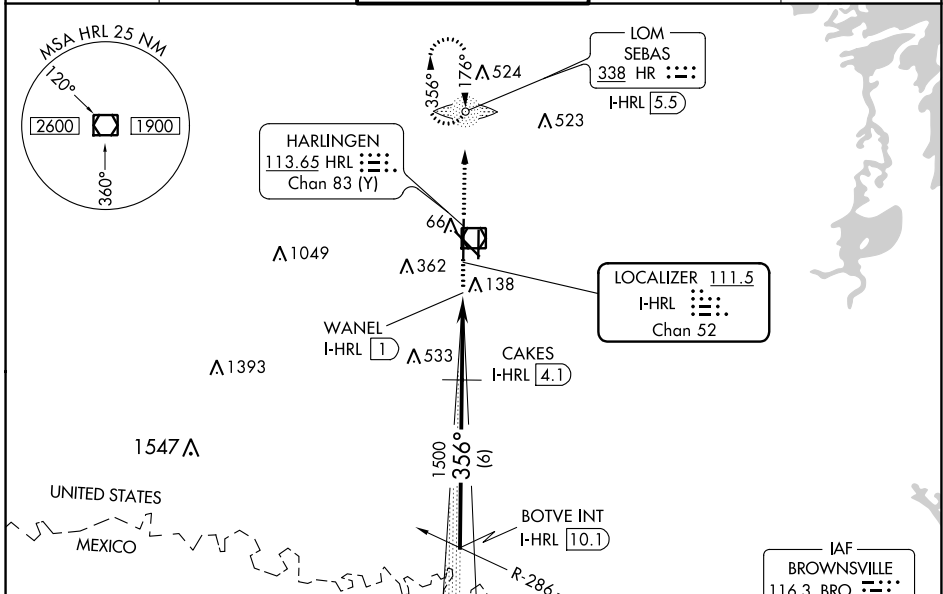 MSA HRL 25 NM
120°
2600
1900
360°
LOM
SEBAS
338 HR
I-HRL 5.5
356°
176°
524
523
HARLINGEN
113.65 HRL
Chan 83 (Y)
66
1049
362
138
LOCALIZER 111.5
I-HRL
Chan 52
WANEL
I-HRL 1
533
CAKES
I-HRL 4.1
1393
1547
1500
356°
(6)
UNITED STATES
MEXICO
BOTVE INT
I-HRL 10.1
R-286
IAF
BROWNSVILLE
116.3 BRO